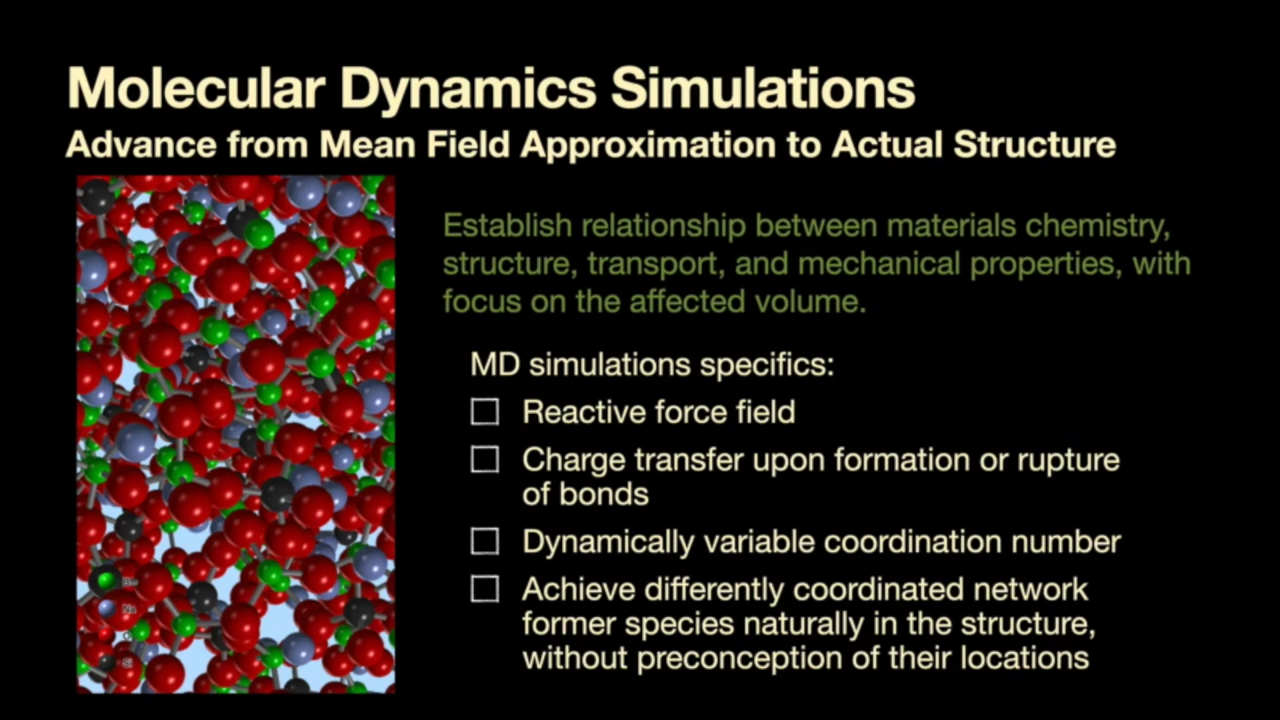 Molecular Dynamics Simulations
Advance from Mean Field Approximation to Actual Structure
Establish relationship between materials chemistry,
structure, transport, and mechanical properties, with
focus on the affected volume.
MD simulations specifics:
Reactive force field
Charge transfer upon formation or rupture
of bonds
Dynamically variable coordination number
Achieve differently coordinated network
former species naturally in the structure,
without preconception of their locations
Na
Si